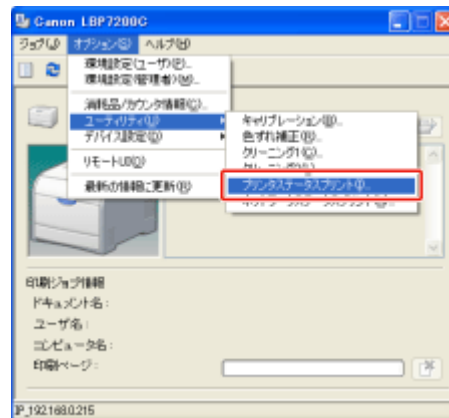 Canon LBP7200C
ジョブ(J) オプション(S) ヘルプ(H)
環境設定(ユーザ)(E)...
環境設定(管理者)(M)...
消耗品/カウンタ情報(C)...
ユーティリティ(U)
デバイス設定(D)
リモートUI(O)
最新の情報に更新(R)
キャリブレーション(B)...
色ずれ補正(R)...
クリーニング1(C)...
プリンタステータスプリント(I)...
印刷ジョブ情報
ドキュメント名:
ユーザ名:
コンピュータ名:
印刷ページ:
IP_192.168.0.215